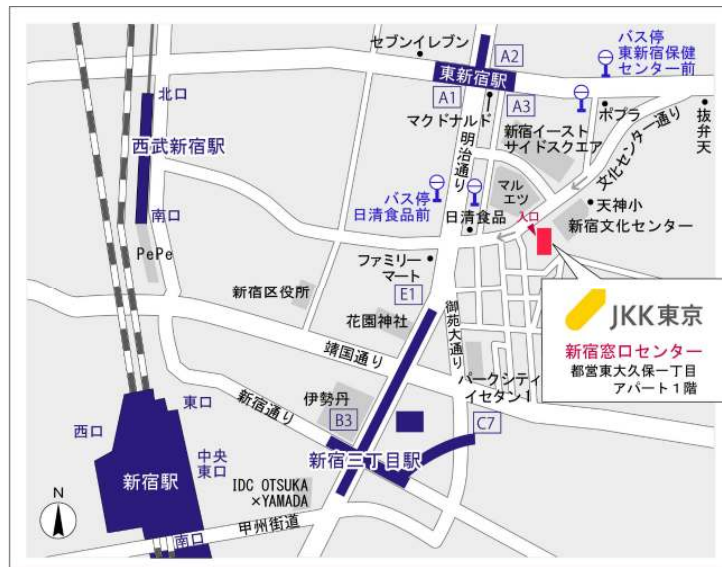 セブンイレブン
A2
バス停
東新宿保健
センター前
東新宿駅
北口
A1
A3
マクドナルド
ポプラ
抜弁天
新宿イースト
サイドスクエア
西武新宿駅
明治通り
文化センター通り
マル
エツ
天神小
バス停
日清食品前
日清食品
入口
新宿文化センター
南口
PePe
ファミリー
マート
新宿区役所
E1
御苑大通り
花園神社
JKK東京
新宿窓口センター
都営東大久保一丁目
アパート1階
靖国通り
パークシティ
イセタン1
新宿通り
伊勢丹
東口
B3
C7
西口
中央
東口
新宿三丁目駅
新宿駅
IDC OTSUKA
×YAMADA
N
甲州街道
南口